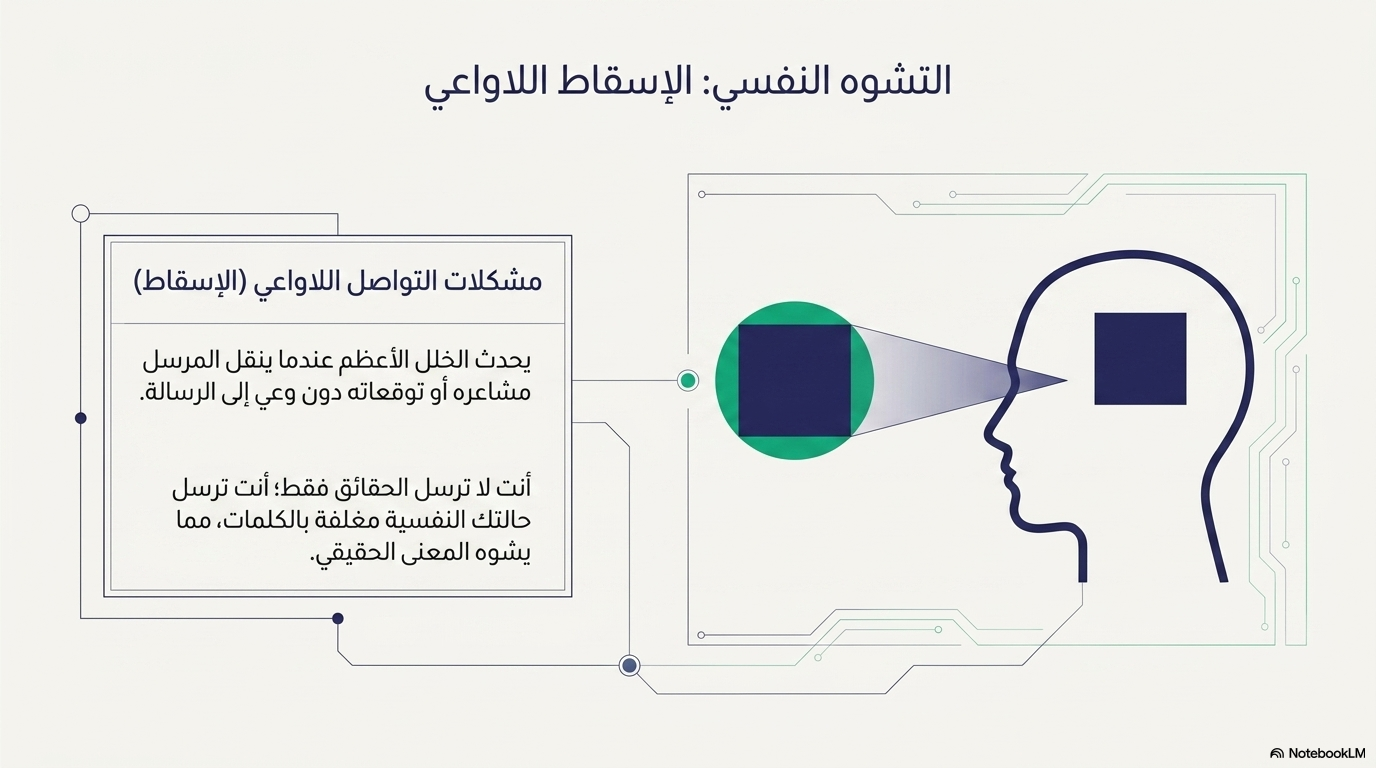 التشوه النفسي: الإسقاط اللاواعي
مشكلات التواصل اللاواعي (الإسقاط)
يحدث الخلل الأعظم عندما ينقل المرسل
مشاعره أو توقعاته دون وعي إلى الرسالة.
أنت لا ترسل الحقائق فقط؛ أنت ترسل
حالتك النفسية مغلفة بالكلمات، مما
يشوه المعنى الحقيقي.
NotebookLM